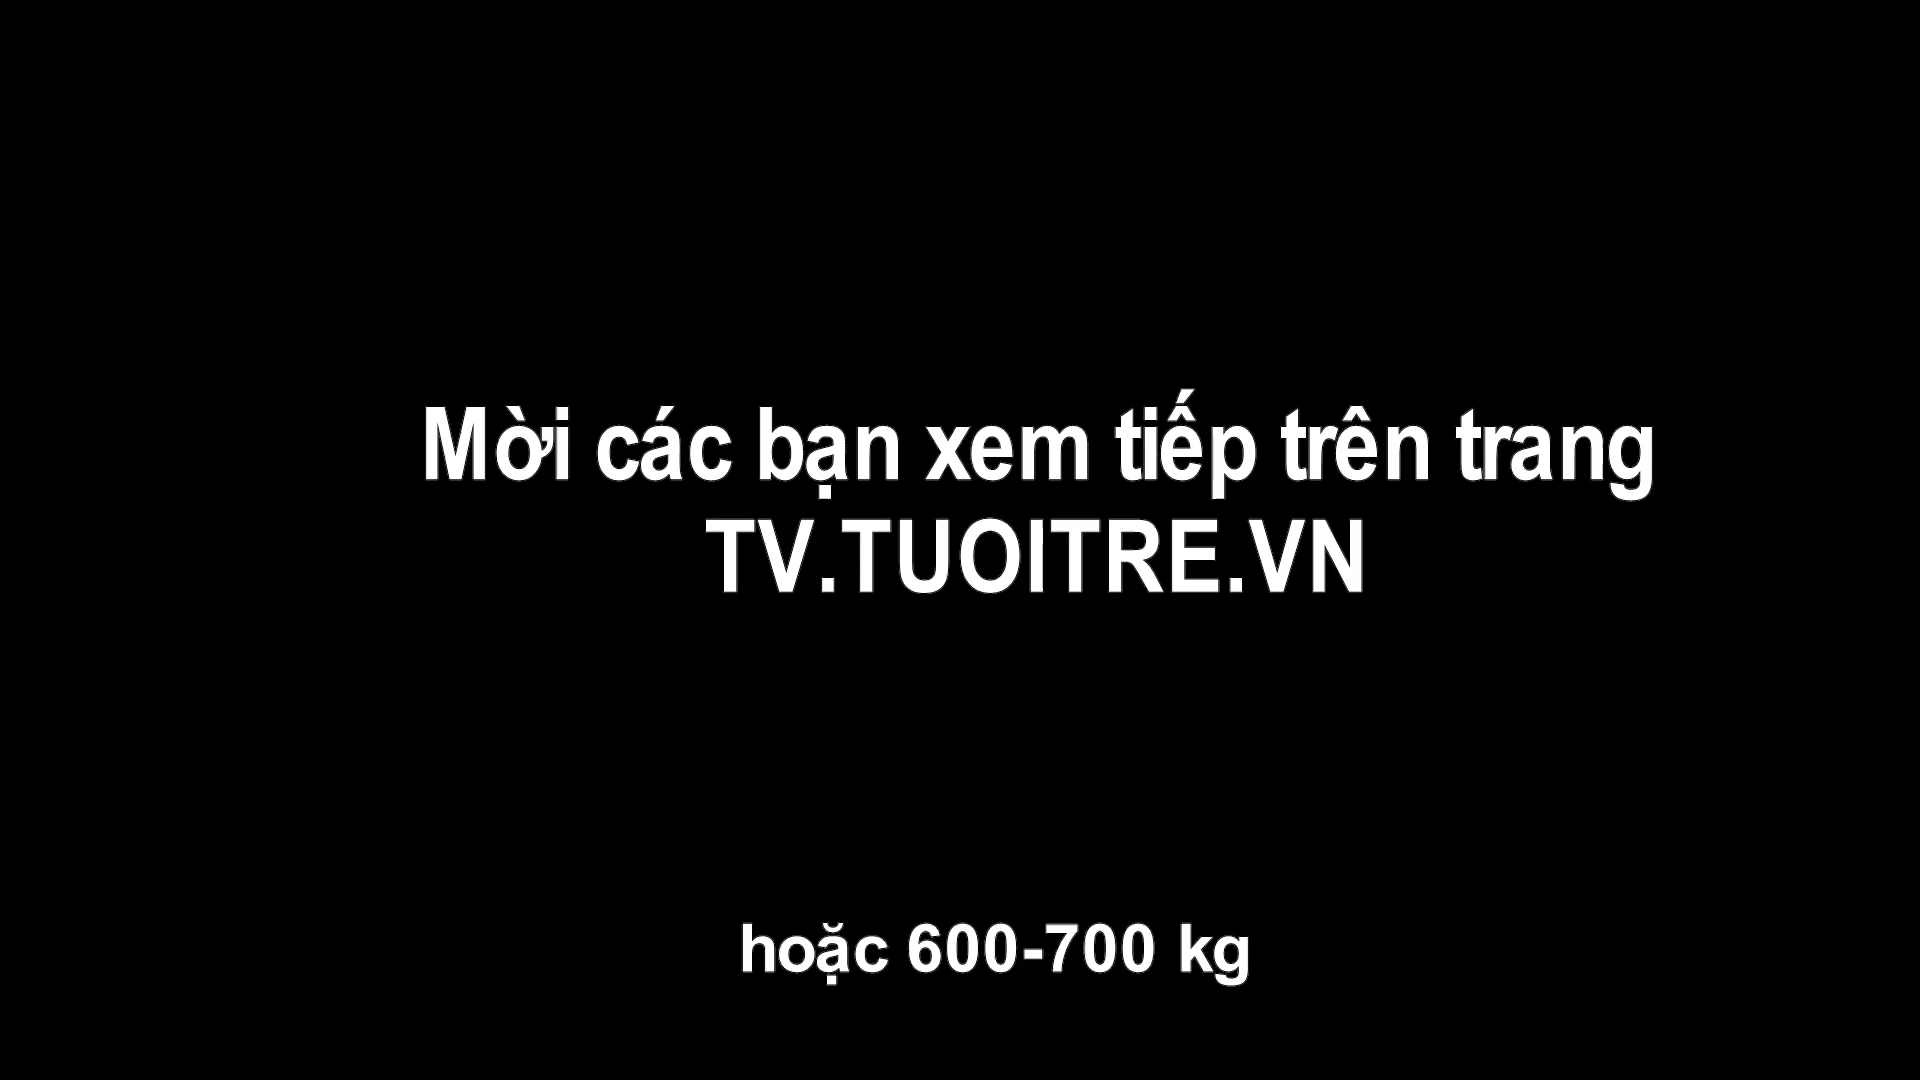 Mời các bạn xem tiếp trên trang
TV.TUOITRE.VN
hoặc 600-700 kg